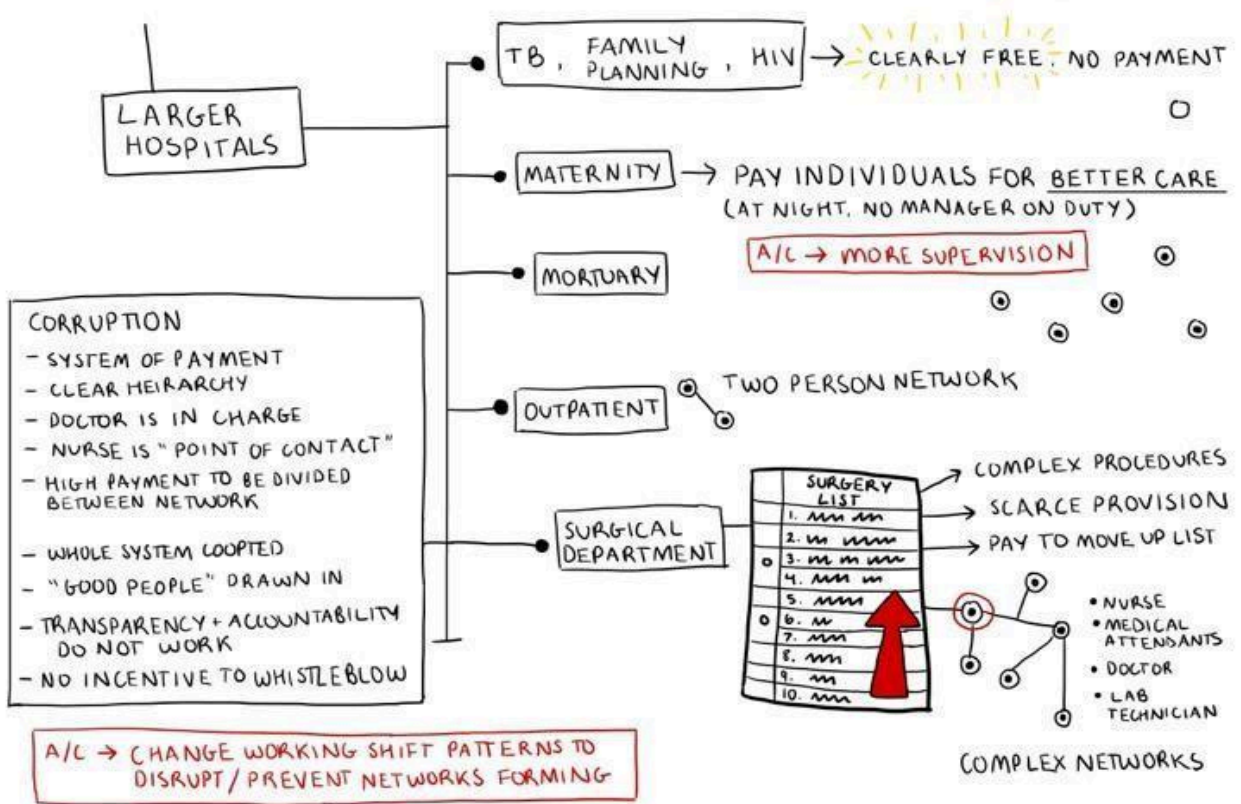 LARGER
HOSPITALS
TB, FAMILY PLANNING, HIV → CLEARLY FREE. NO PAYMENT
MATERNITY → PAY INDIVIDUALS FOR BETTER CARE
(AT NIGHT, NO MANAGER ON DUTY)
A/C → MORE SUPERVISION
MORTUARY
OUTPATIENT
TWO PERSON NETWORK
SURGICAL
DEPARTMENT
SURGERY
LIST
1.
2.
3.
4.
5.
6.
7.
8.
9.
10.
COMPLEX PROCEDURES
SCARCE PROVISION
PAY TO MOVE UP LIST
• NURSE
• MEDICAL
ATTENDANTS
• DOCTOR
• LAB
TECHNICIAN
COMPLEX NETWORKS
CORRUPTION
- SYSTEM OF PAYMENT
- CLEAR HEIRARCHY
- DOCTOR IS IN CHARGE
- NURSE IS "POINT OF CONTACT"
- HIGH PAYMENT TO BE DIVIDED
BETWEEN NETWORK
- WHOLE SYSTEM COOPTED
- "GOOD PEOPLE" DRAWN IN
- TRANSPARENCY + ACCOUNTABILITY
DO NOT WORK
- NO INCENTIVE TO WHISTLEBLOW
A/C → CHANGE WORKING SHIFT PATTERNS TO
DISRUPT/PREVENT NETWORKS FORMING